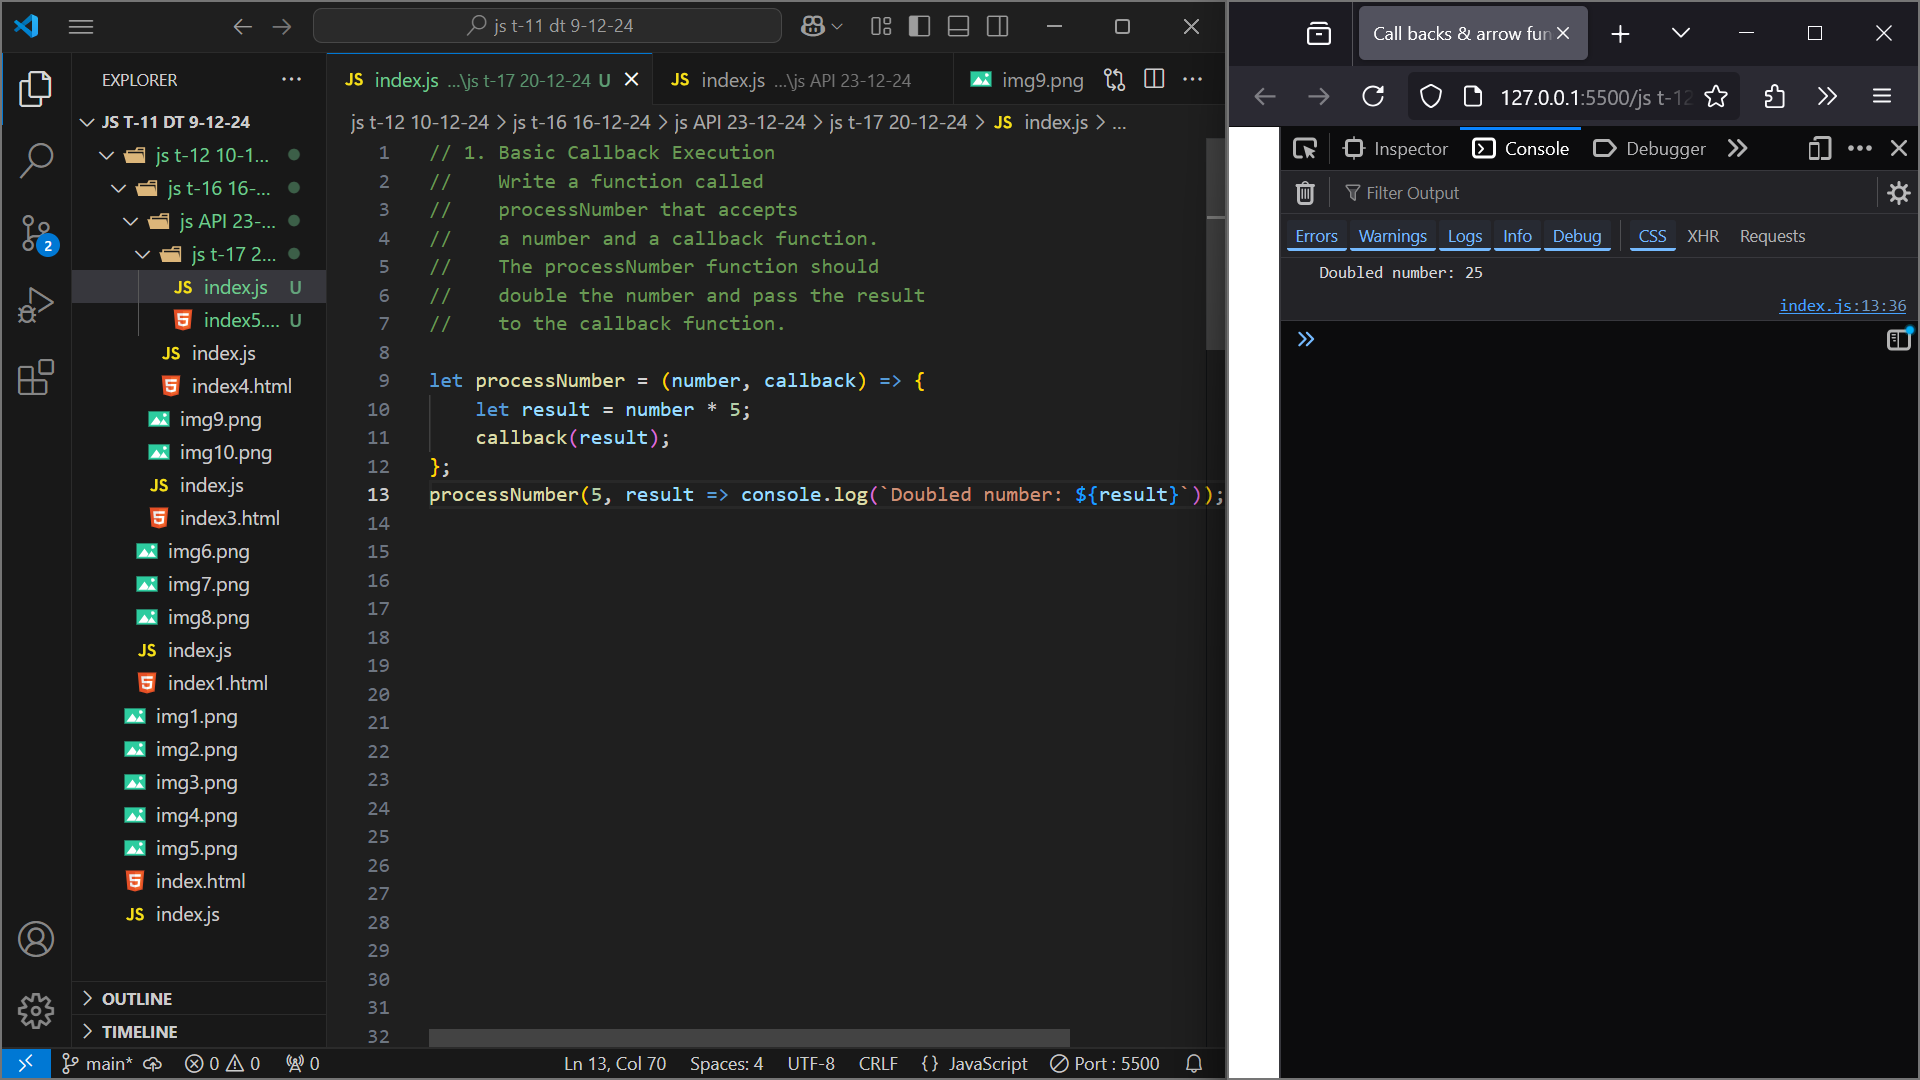 js t-11 dt 9-12-24
EXPLORER
JS T-11 DT 9-12-24
js t-12 10-1...
js t-16 16-...
js API 23-...
js t-17 2...
JS index.js U
index5.... U
JS index.js
index4.html
img9.png
img10.png
JS index.js
index3.html
img6.png
img7.png
img8.png
JS index.js
index1.html
img1.png
img2.png
img3.png
img4.png
img5.png
index.html
JS index.js
OUTLINE
TIMELINE
2
JS index.js ...\js t-17 20-12-24 U
JS index.js ...\js API 23-12-24
img9.png
js t-12 10-12-24 > js t-16 16-12-24 > js API 23-12-24 > js t-17 20-12-24 > JS index.js > ...
1 // 1. Basic Callback Execution
2 //    Write a function called
3 //    processNumber that accepts
4 //    a number and a callback function.
5 //    The processNumber function should
6 //    double the number and pass the result
7 //    to the callback function.
8
9 let processNumber = (number, callback) => {
10     let result = number * 5;
11     callback(result);
12 };
13 processNumber(5, result => console.log(`Doubled number: ${result}`));
14
15
16
17
18
19
20
21
22
23
24
25
26
27
28
29
30
31
32
main* 0 0 0 Ln 13, Col 70 Spaces: 4 UTF-8 CRLF {} JavaScript Port : 5500
Call backs & arrow fun
127.0.0.1:5500/js t-12
Inspector Console Debugger
Filter Output
Errors Warnings Logs Info Debug CSS XHR Requests
Doubled number: 25
index.js:13:36